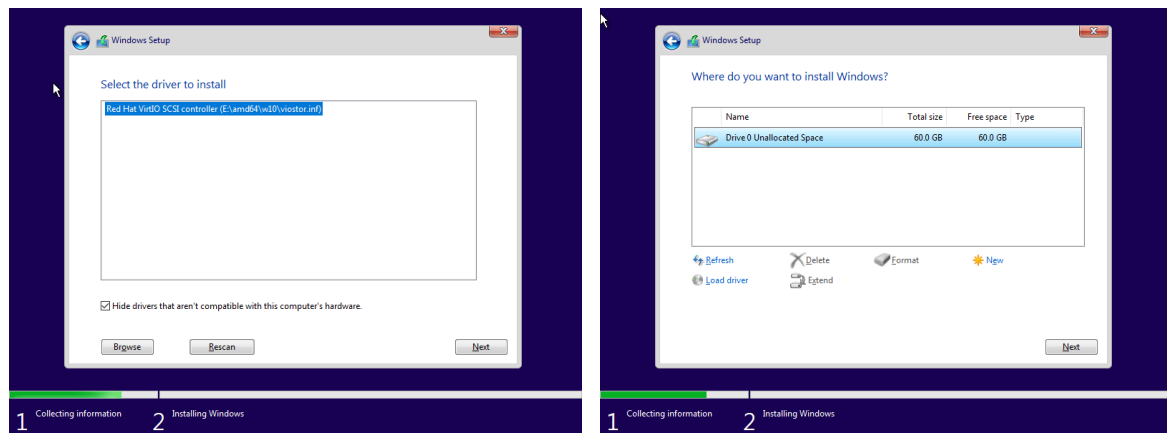 Windows Setup
Select the driver to install
Red Hat VirtIO SCSI controller (E:\amd64\w10\viostor.inf)
Hide drivers that aren't compatible with this computer's hardware.
Browse Rescan Next
1 Collecting information 2 Installing Windows
Windows Setup
Where do you want to install Windows?
Name Total size Free space Type
Drive 0 Unallocated Space 60.0 GB 60.0 GB
Refresh Delete Format New
Load driver Extend
Next
1 Collecting information 2 Installing Windows